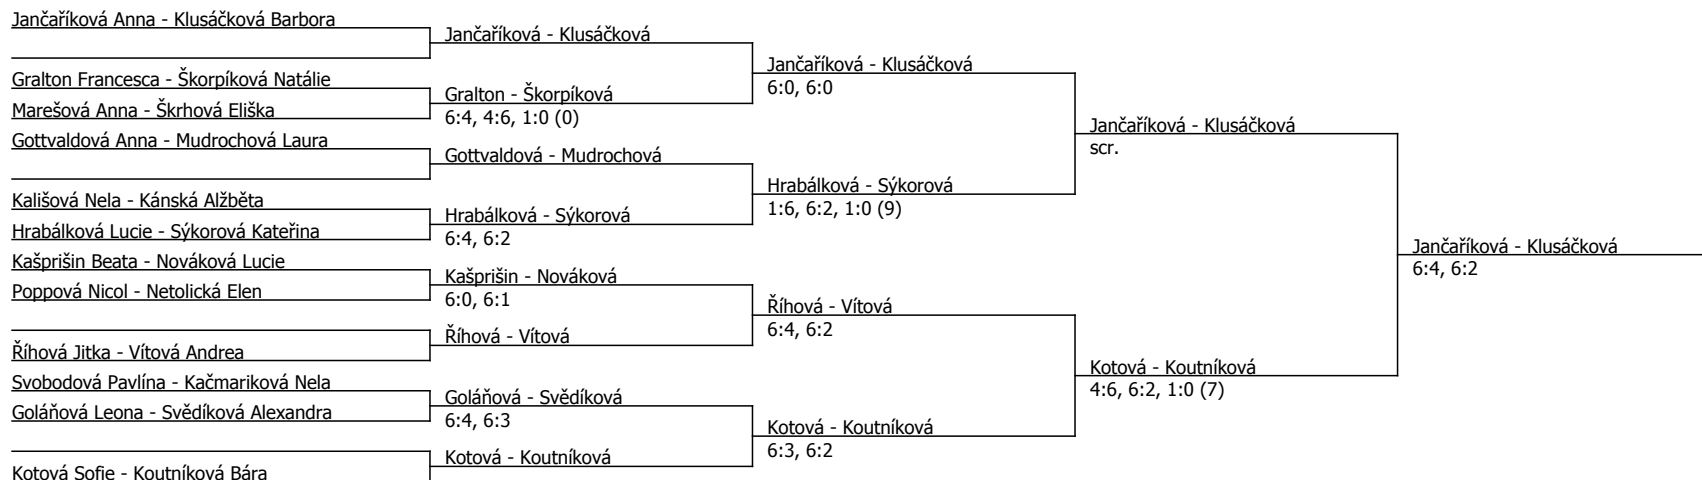 Jančaříková Anna - Klusáčková Barbora
Gralton Francesca - Škorpíková Natálie
Marešová Anna - Škrhová Eliška
Gottvaldová Anna - Mudrochová Laura
Kališová Nela - Kánská Alžběta
Hrabálková Lucie - Sýkorová Kateřina
Kašprišin Beata - Nováková Lucie
Poppová Nicol - Netolická Elen
Říhová Jitka - Vítová Andrea
Svobodová Pavlína - Kačmariková Nela
Goláňová Leona - Svědíková Alexandra
Kotová Sofie - Koutníková Bára
Jančaříková - Klusáčková
Gralton - Škorpíková
6:4, 4:6, 1:0 (0)
Gottvaldová - Mudrochová
Hrabálková - Sýkorová
6:4, 6:2
Kašprišin - Nováková
6:0, 6:1
Říhová - Vítová
Goláňová - Svědíková
6:4, 6:3
Kotová - Koutníková
Jančaříková - Klusáčková
6:0, 6:0
Hrabálková - Sýkorová
1:6, 6:2, 1:0 (9)
Říhová - Vítová
6:4, 6:2
Kotová - Koutníková
6:3, 6:2
Jančaříková - Klusáčková
scr.
Kotová - Koutníková
4:6, 6:2, 1:0 (7)
Jančaříková - Klusáčková
6:4, 6:2